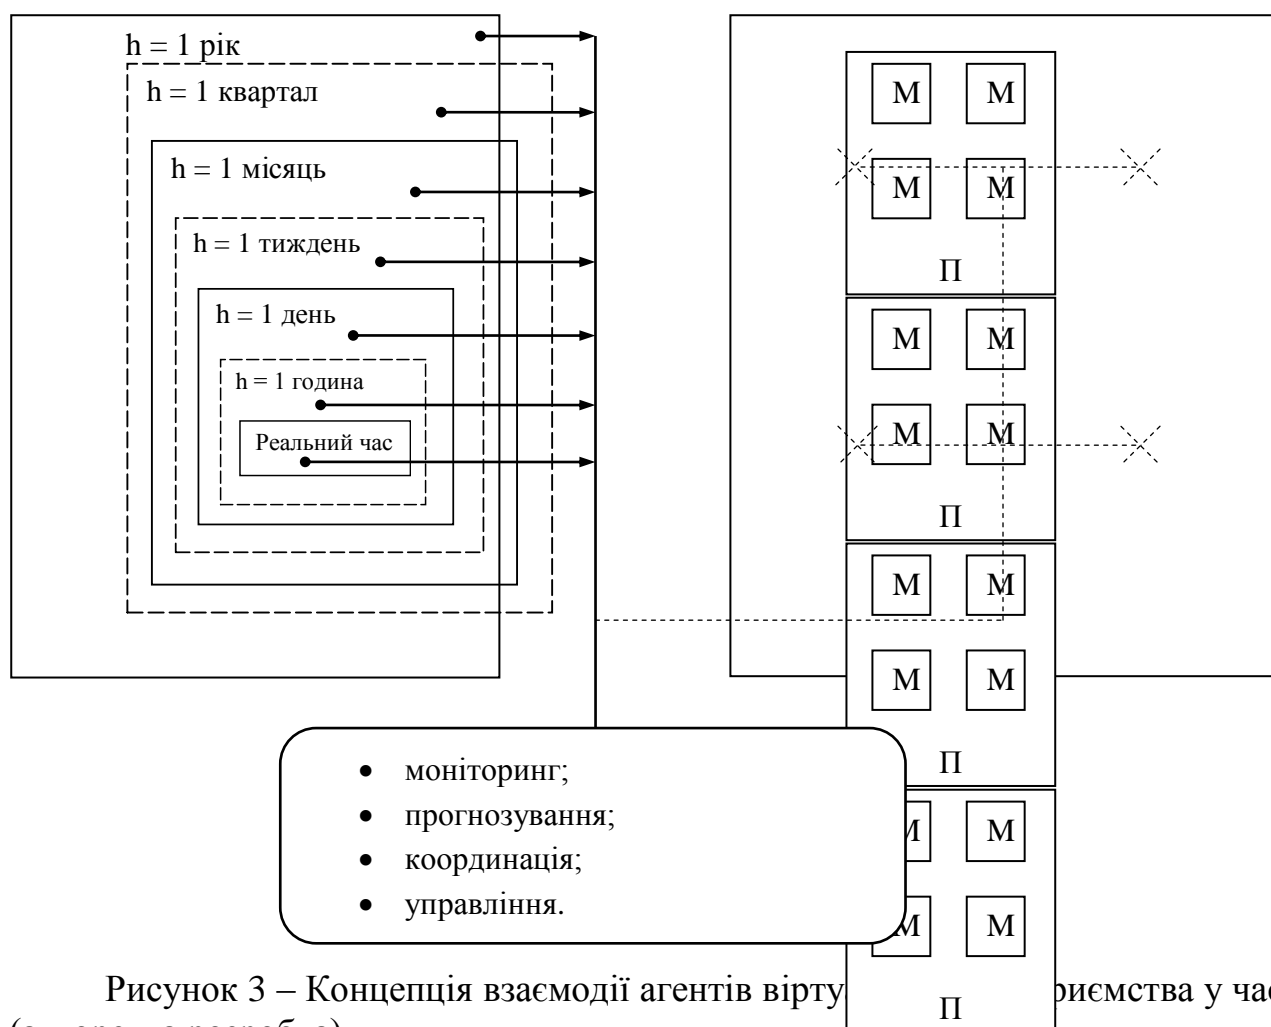 h = 1 рік
h = 1 квартал
h = 1 місяць
h = 1 тиждень
h = 1 день
h = 1 година
Реальний час
М М
М М
П
М М
М М
П
М М
М М
П
М М
М М
П
• моніторинг;
• прогнозування;
• координація;
• управління.
Рисунок 3 – Концепція взаємодії агентів вірту риємства у час